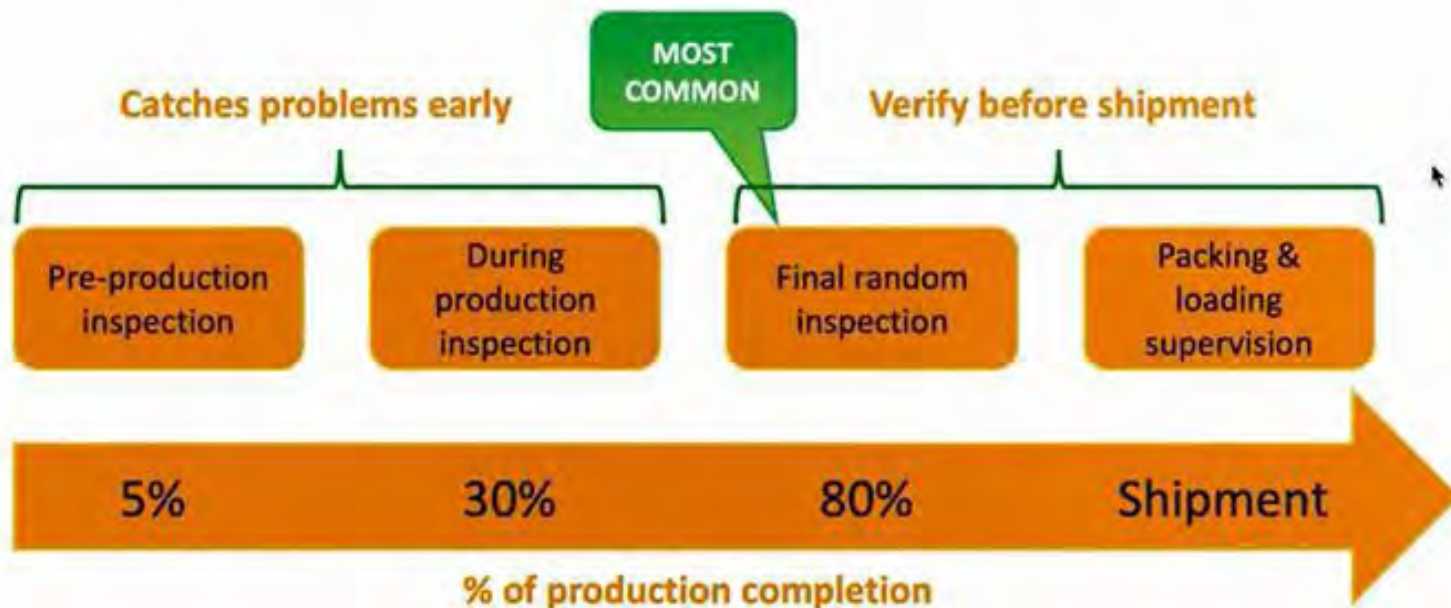 MOST
COMMON
Catches problems early
Verify before shipment
Pre-production
inspection
During
production
inspection
Final random
inspection
Packing &
loading
supervision
5%
30%
80%
Shipment
% of production completion